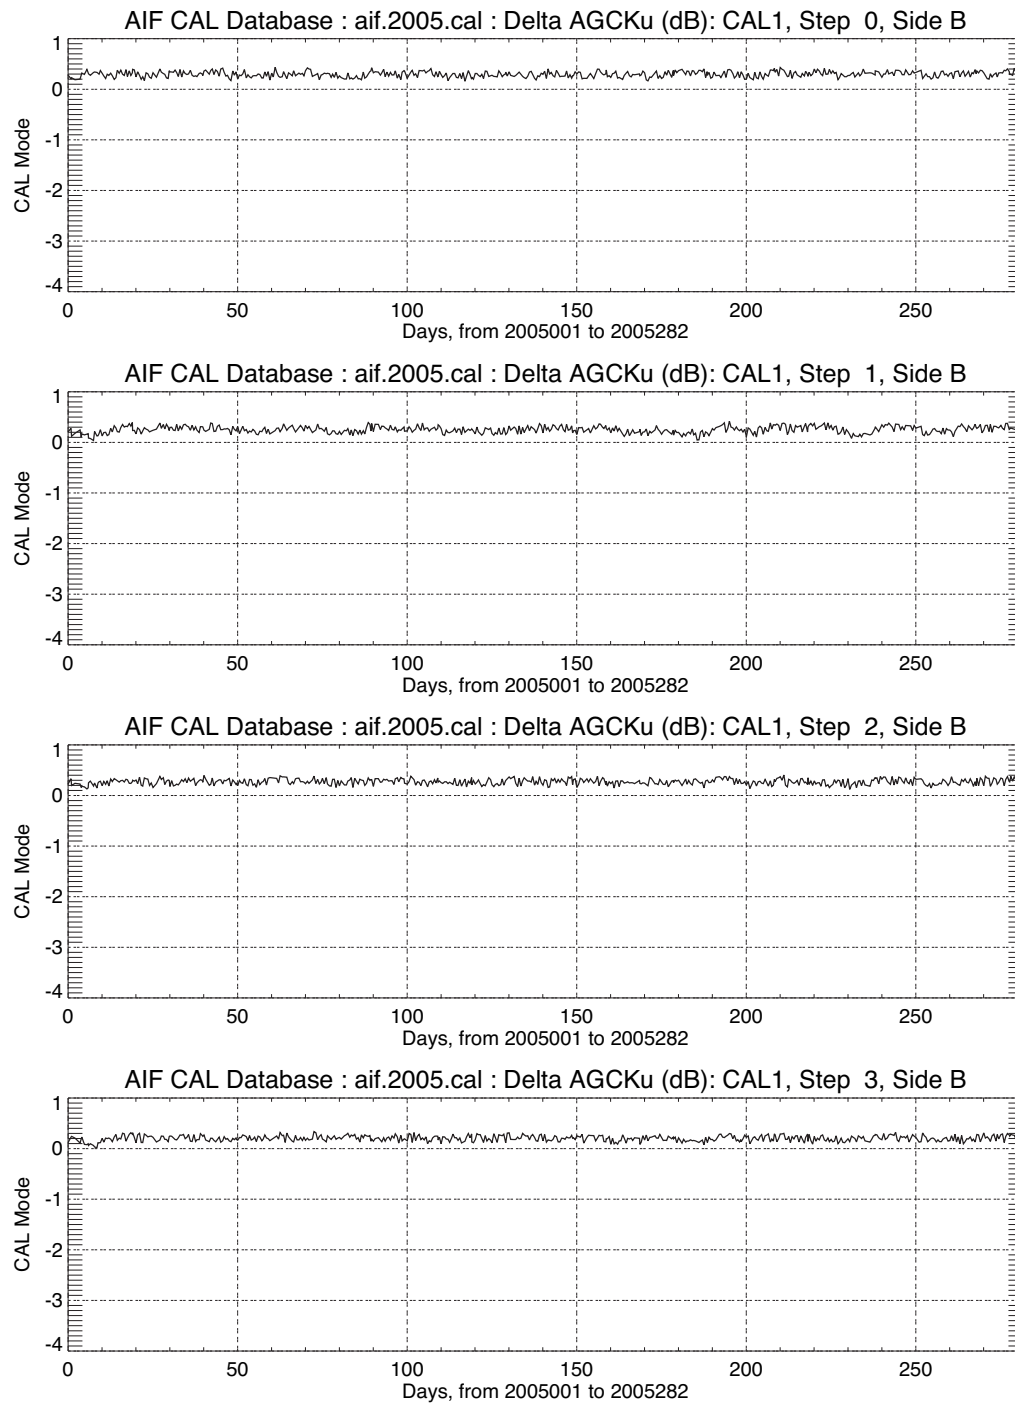 AIF CAL Database : aif.2005.cal : Delta AGCKu (dB): CAL1, Step  0, Side B
1
0
-1
-2
-3
-4
CAL Mode
0 50 100 150 200 250
Days, from 2005001 to 2005282
AIF CAL Database : aif.2005.cal : Delta AGCKu (dB): CAL1, Step  1, Side B
1
0
-1
-2
-3
-4
CAL Mode
0 50 100 150 200 250
Days, from 2005001 to 2005282
AIF CAL Database : aif.2005.cal : Delta AGCKu (dB): CAL1, Step  2, Side B
1
0
-1
-2
-3
-4
CAL Mode
0 50 100 150 200 250
Days, from 2005001 to 2005282
AIF CAL Database : aif.2005.cal : Delta AGCKu (dB): CAL1, Step  3, Side B
1
0
-1
-2
-3
-4
CAL Mode
0 50 100 150 200 250
Days, from 2005001 to 2005282